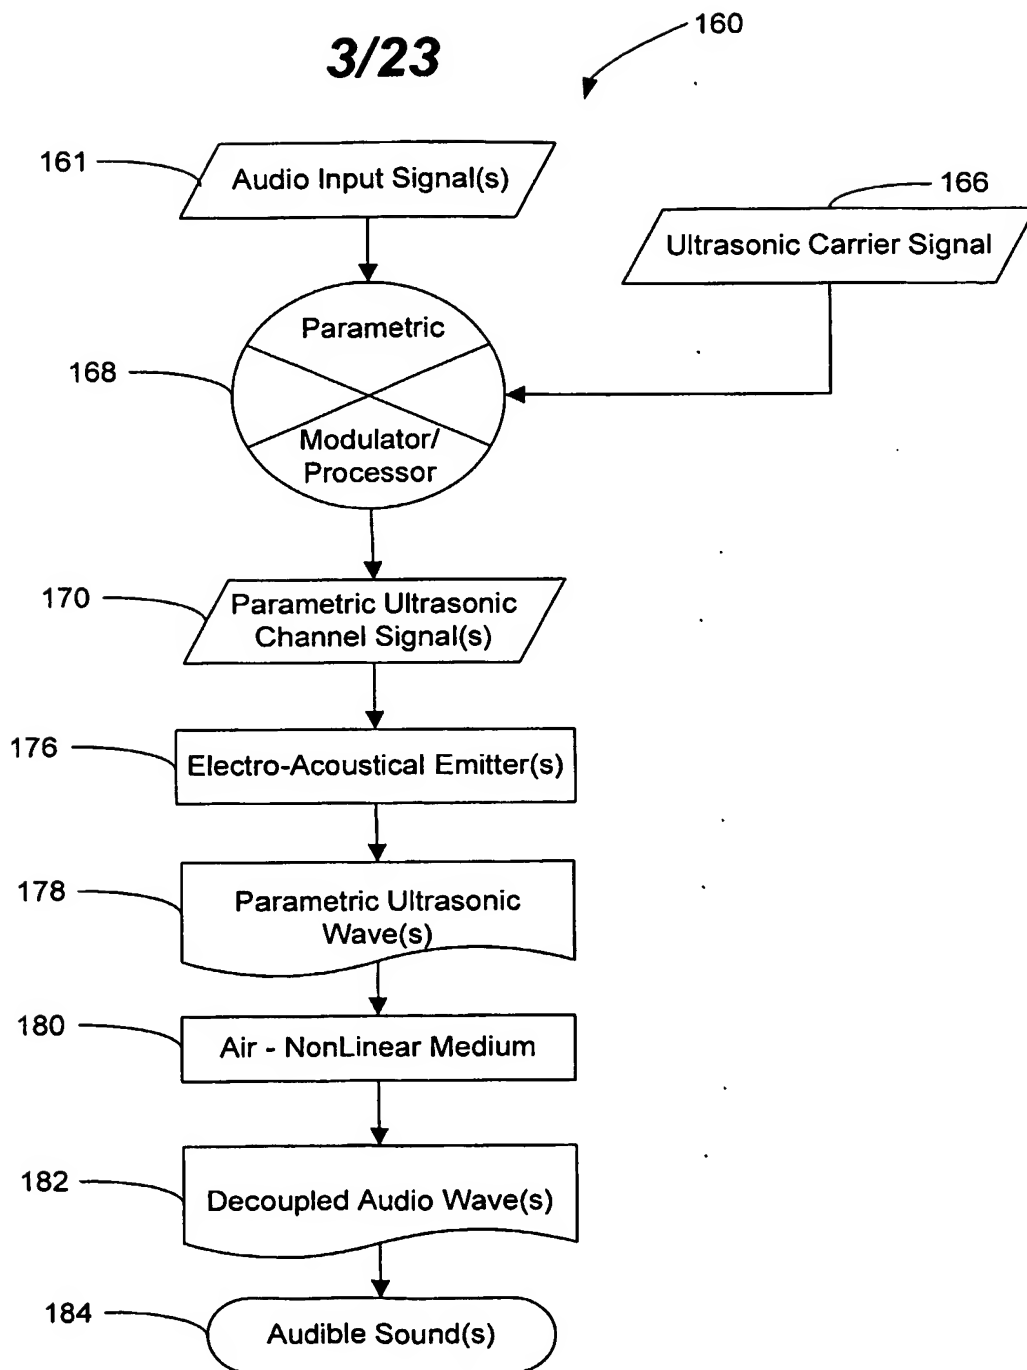 3/23
160
161
Audio Input Signal(s)
166
Ultrasonic Carrier Signal
168
Parametric
Modulator/
Processor
170
Parametric Ultrasonic
Channel Signal(s)
176
Electro-Acoustical Emitter(s)
178
Parametric Ultrasonic
Wave(s)
180
Air - NonLinear Medium
182
Decoupled Audio Wave(s)
184
Audible Sound(s)